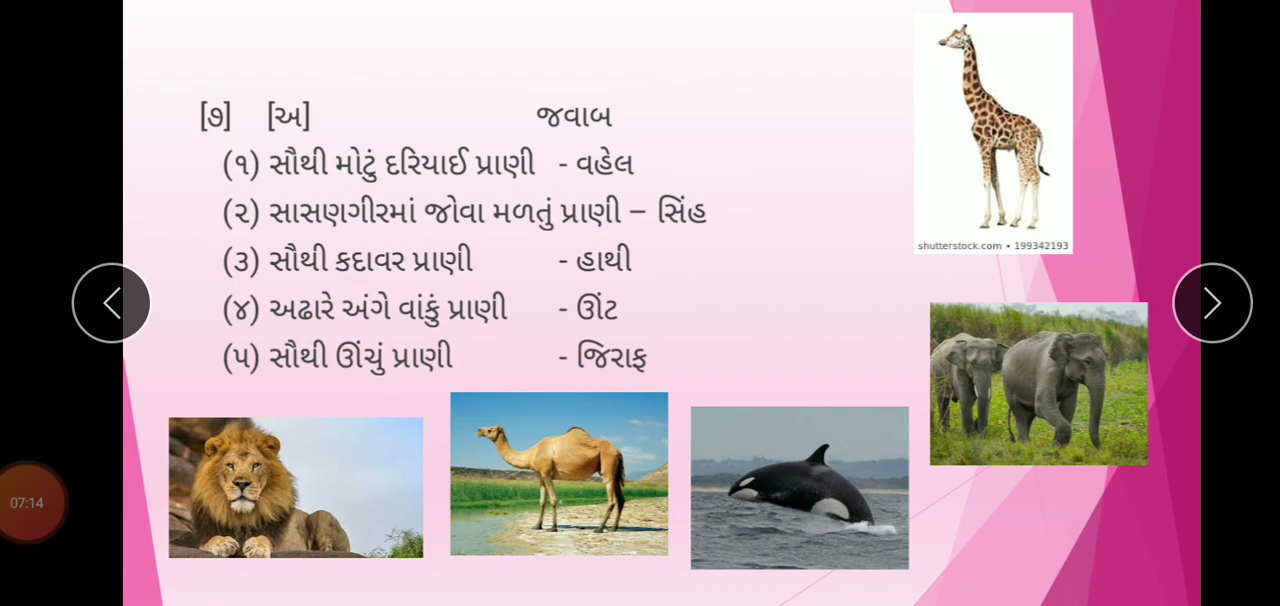 [૭] [અ] જવાબ
(૧) સૌથી મોટું દરિયાઈ પ્રાણી - વહેલ
(૨) સાસણગીરમાં જોવા મળતું પ્રાણી – સિંહ
(૩) સૌથી કદાવર પ્રાણી - હાથી
(૪) અઢારે અંગે વાંકું પ્રાણી - ઊંટ
(૫) સૌથી ઊંચું પ્રાણી - જિરાફ
shutterstock.com • 199342193
07:14